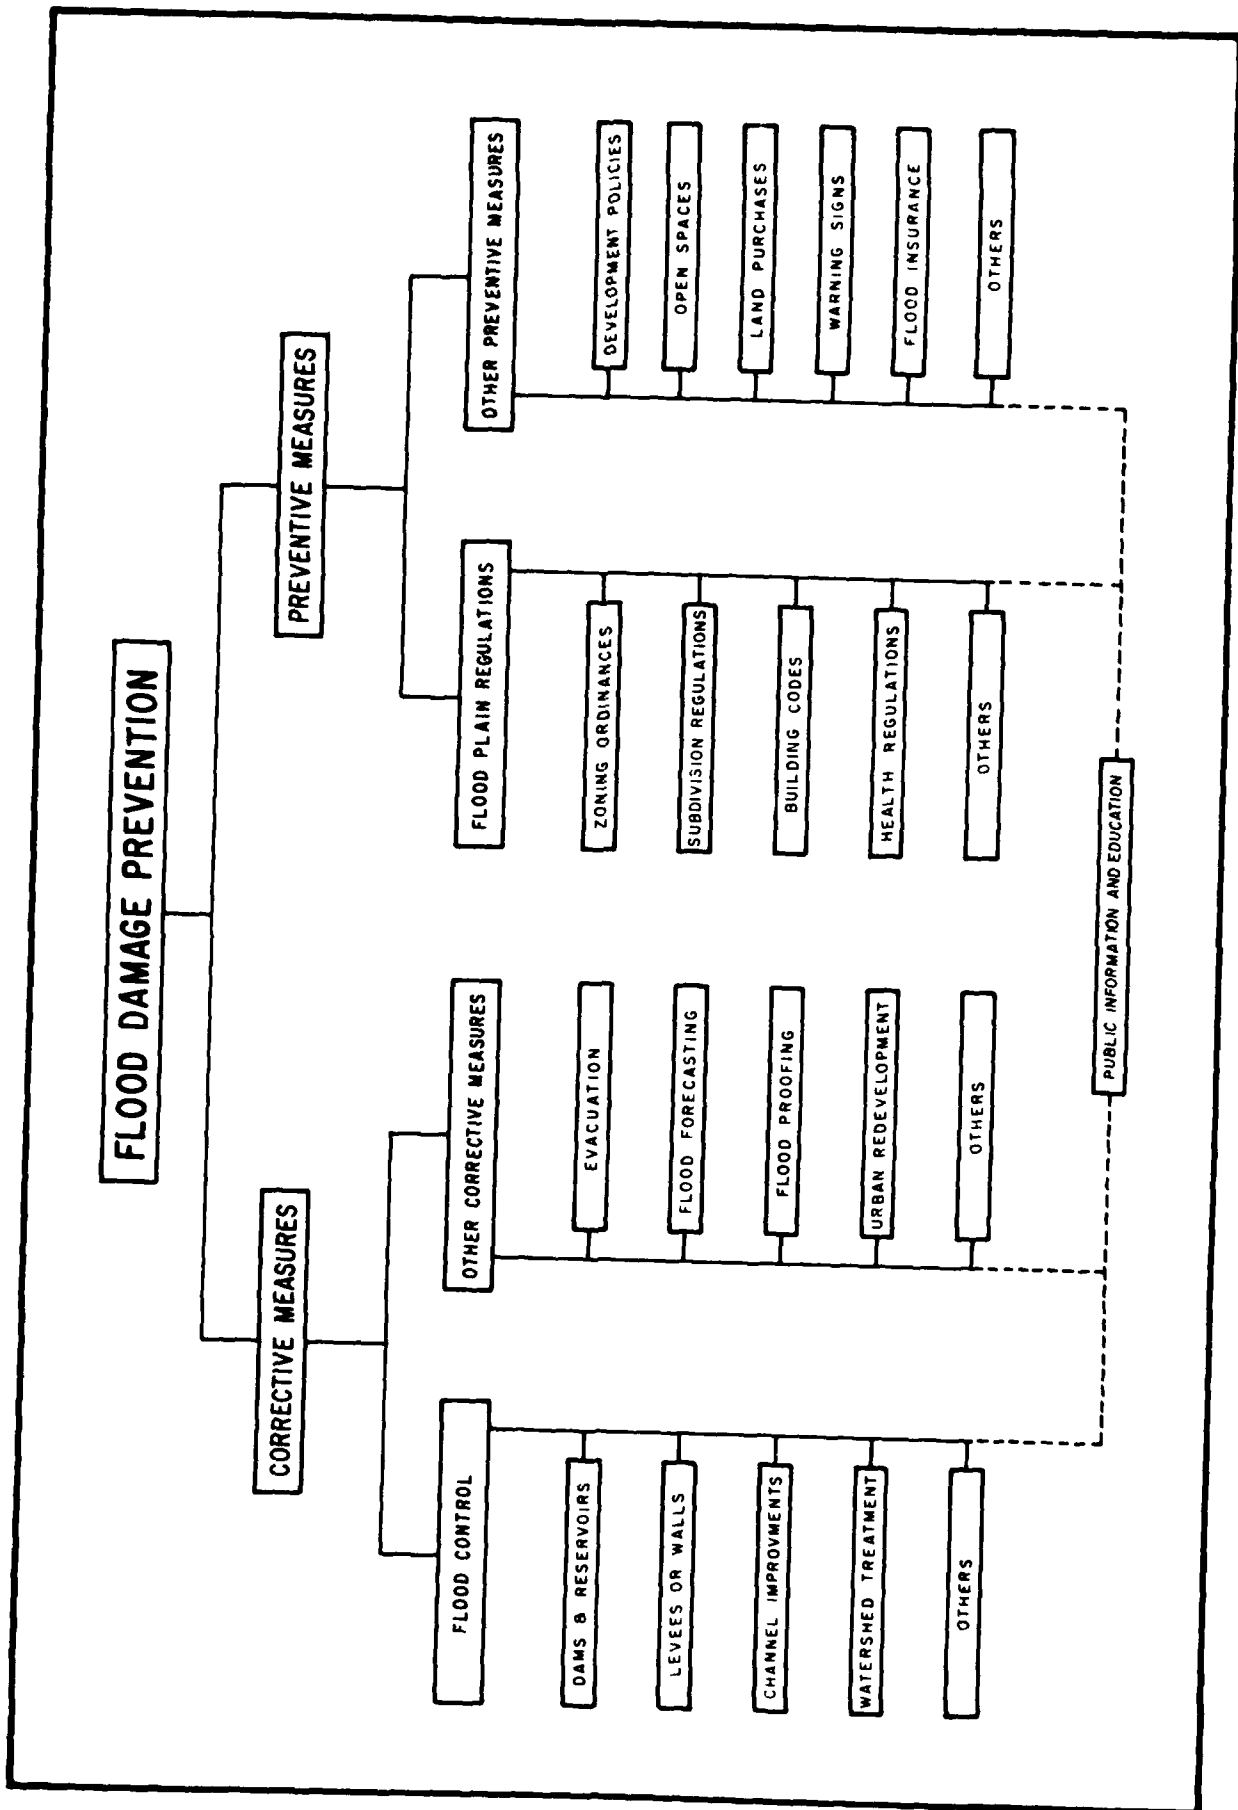 FLOOD DAMAGE PREVENTION
CORRECTIVE MEASURES
PREVENTIVE MEASURES
FLOOD CONTROL
OTHER CORRECTIVE MEASURES
FLOOD PLAIN REGULATIONS
OTHER PREVENTIVE MEASURES
DAMS & RESERVOIRS
LEVEES OR WALLS
CHANNEL IMPROVMENTS
WATERSHED TREATMENT
OTHERS
EVACUATION
FLOOD FORECASTING
FLOOD PROOFING
URBAN REDEVELOPMENT
OTHERS
ZONING ORDINANCES
SUBDIVISION REGULATIONS
BUILDING CODES
HEALTH REGULATIONS
OTHERS
DEVELOPMENT POLICIES
OPEN SPACES
LAND PURCHASES
WARNING SIGNS
FLOOD INSURANCE
OTHERS
PUBLIC INFORMATION AND EDUCATION